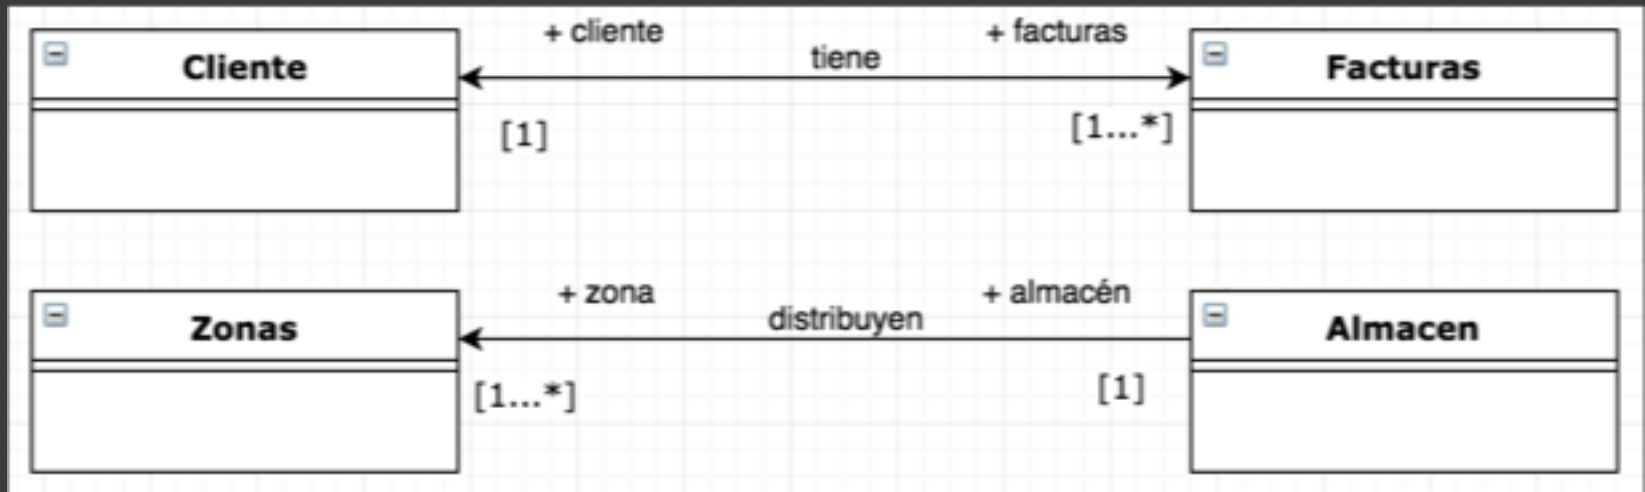 + cliente
+ facturas
tiene
Cliente
Facturas
[1]
[1...*]
+ zona
+ almacén
distribuyen
Zonas
Almacen
[1...*]
[1]